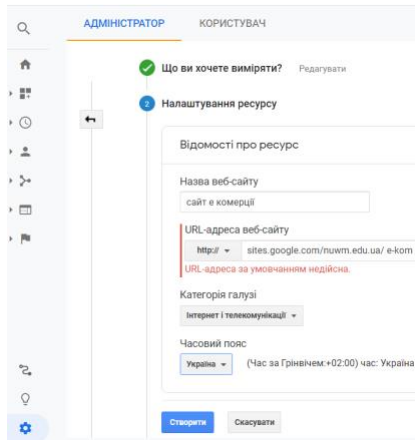 АДМІНІСТРАТОР КОРИСТУВАЧ
Що ви хочете виміряти? Редагувати
2 Налаштування ресурсу
Відомості про ресурс
Назва веб-сайту
сайт е комерції
URL-адреса веб-сайту
http:// sites.google.com/nuwm.edu.ua/ e-kom
URL-адреса за умовчанням недійсна.
Категорія галузі
Інтернет і телекомунікації
Часовий пояс
Україна (Час за Грінвічем:+02:00) час: Україна
Створити Скасувати